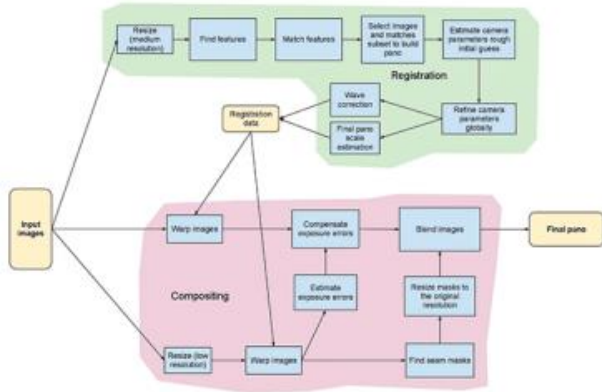 Resize
(medium
resolution)
Find features
Match features
Select images
and matches
subset to build
pano
Estimate camera
parameters rough
initial guess
Registration
Wave
correction
Refine camera
parameters
globally
Final pano
scale
estimation
Registration
data
Input
images
Warp images
Compensate
exposure errors
Blend images
Final pano
Compositing
Estimate
exposure errors
Resize masks to
the original
resolution
Resize (low
resolution)
Warp images
Find seam masks